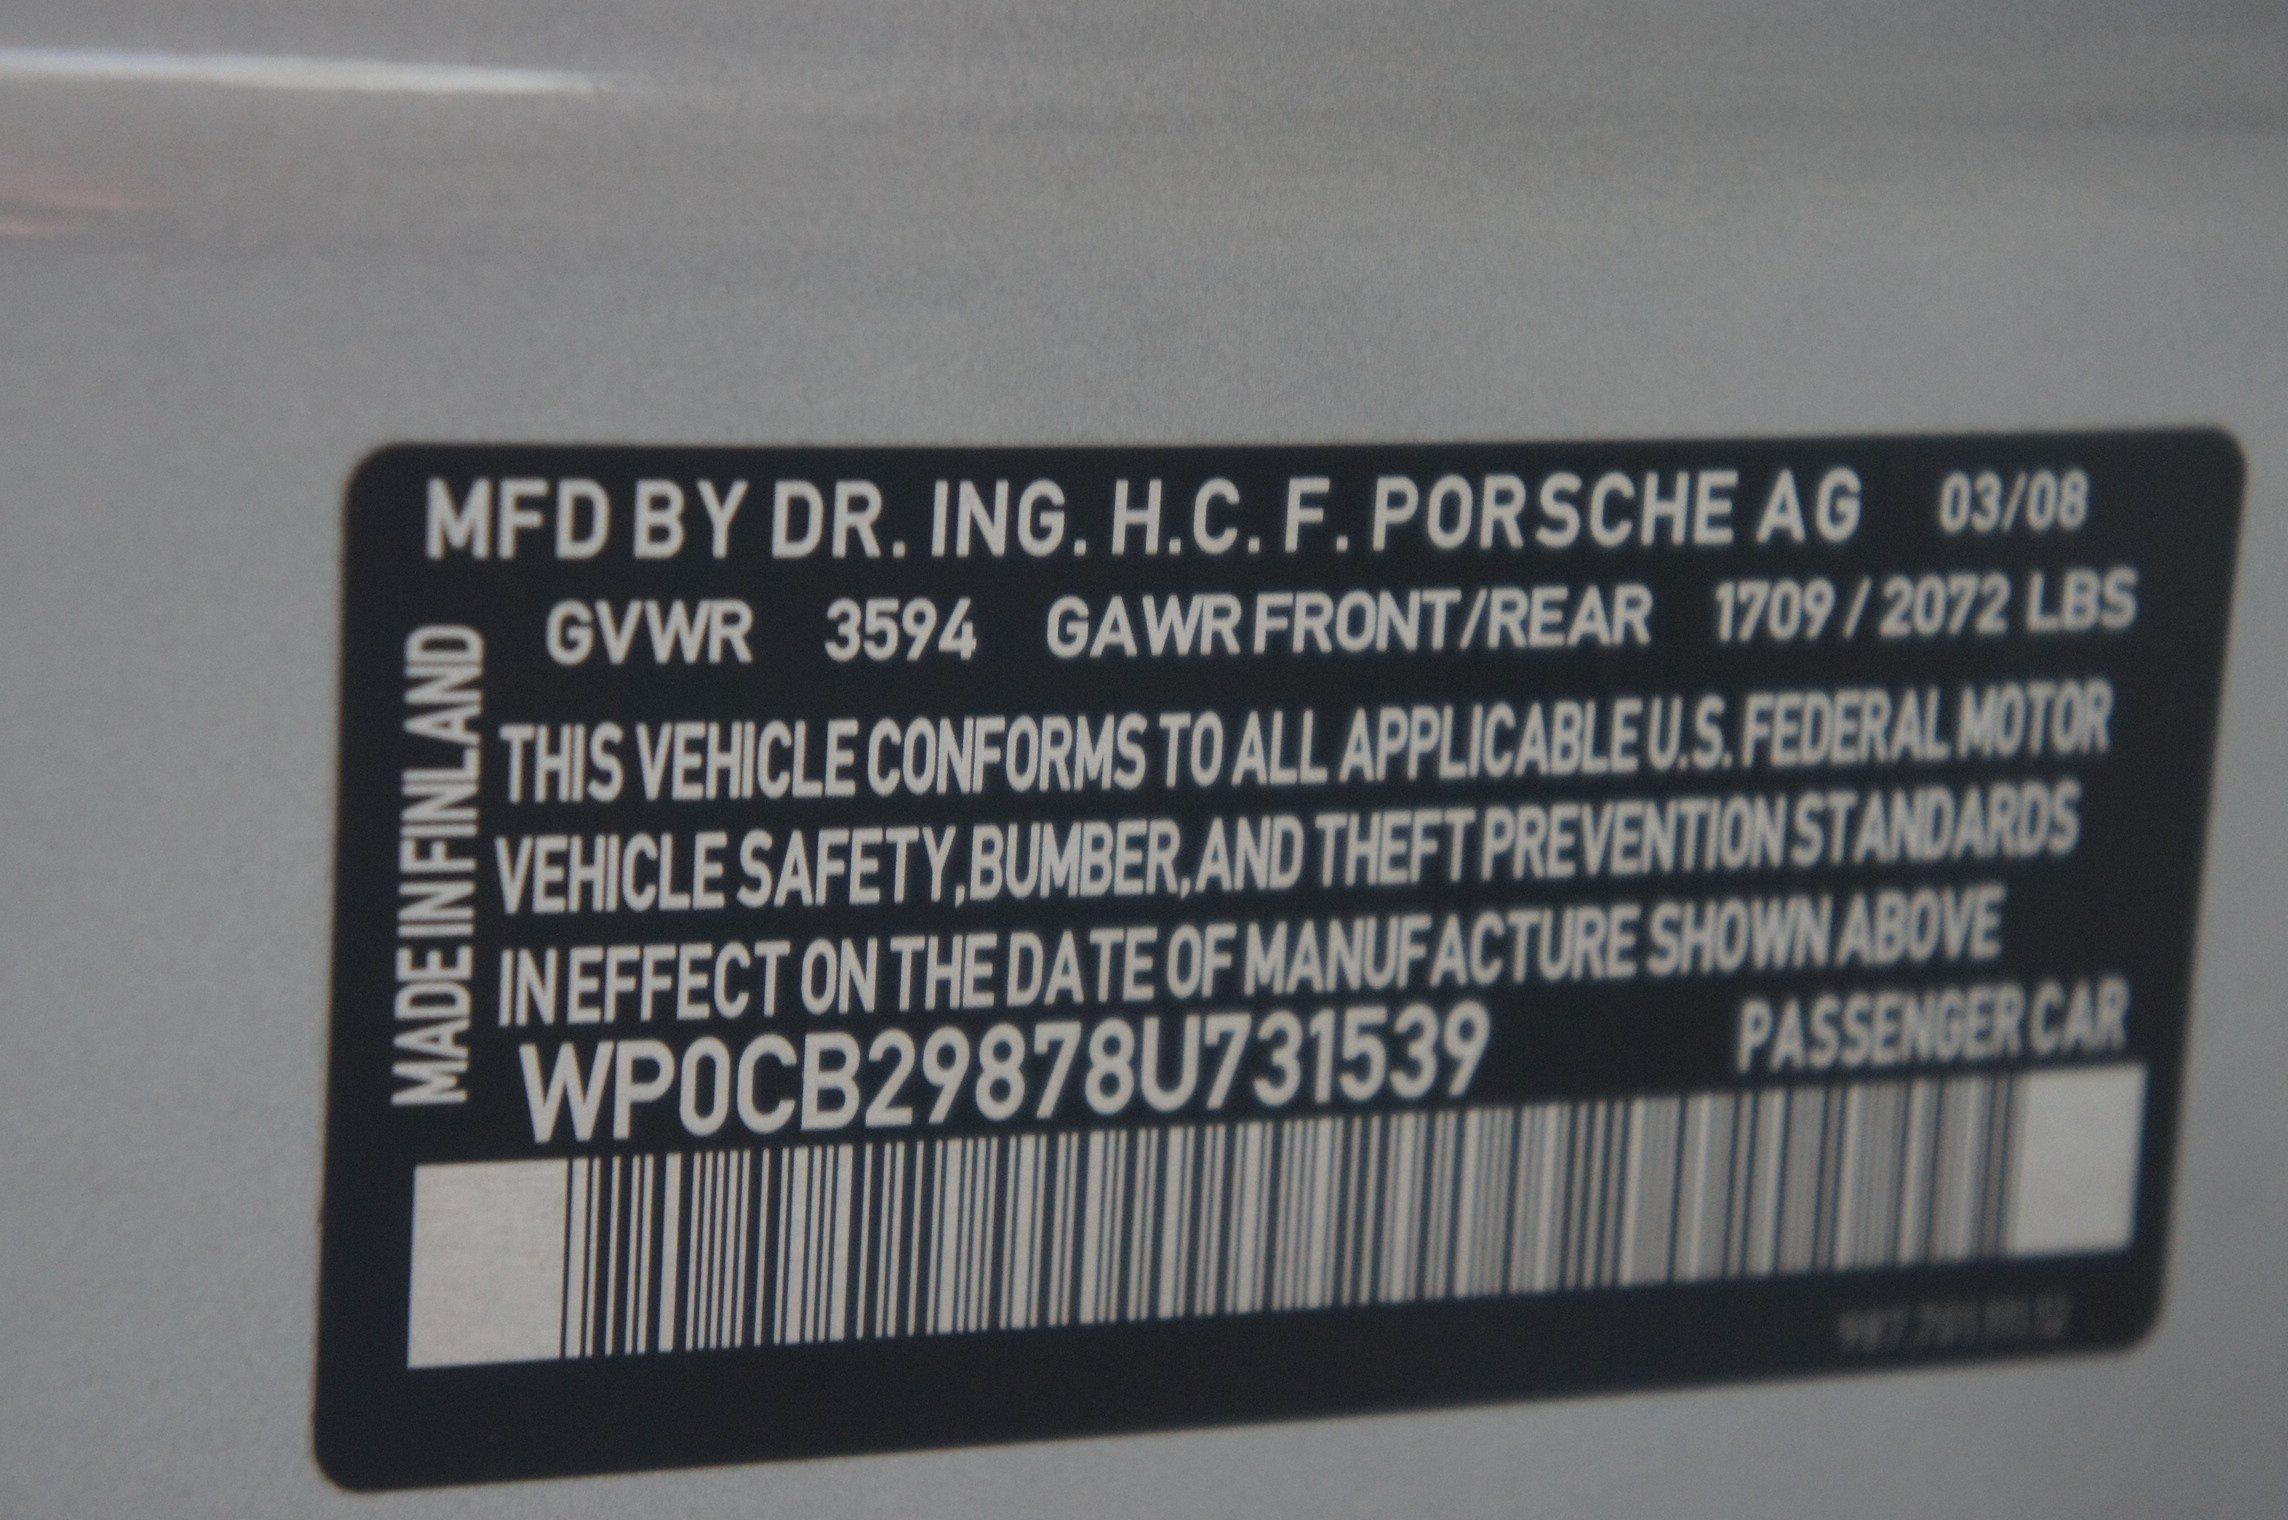 MFD BY DR. ING. H.C. F. PORSCHE AG 03/08
GVWR 3594 GAWR FRONT/REAR 1709 / 2072 LBS
MADE IN FINLAND
THIS VEHICLE CONFORMS TO ALL APPLICABLE U.S. FEDERAL MOTOR
VEHICLE SAFETY, BUMBER, AND THEFT PREVENTION STANDARDS
IN EFFECT ON THE DATE OF MANUFACTURE SHOWN ABOVE
WP0CB29878U731539 PASSENGER CAR